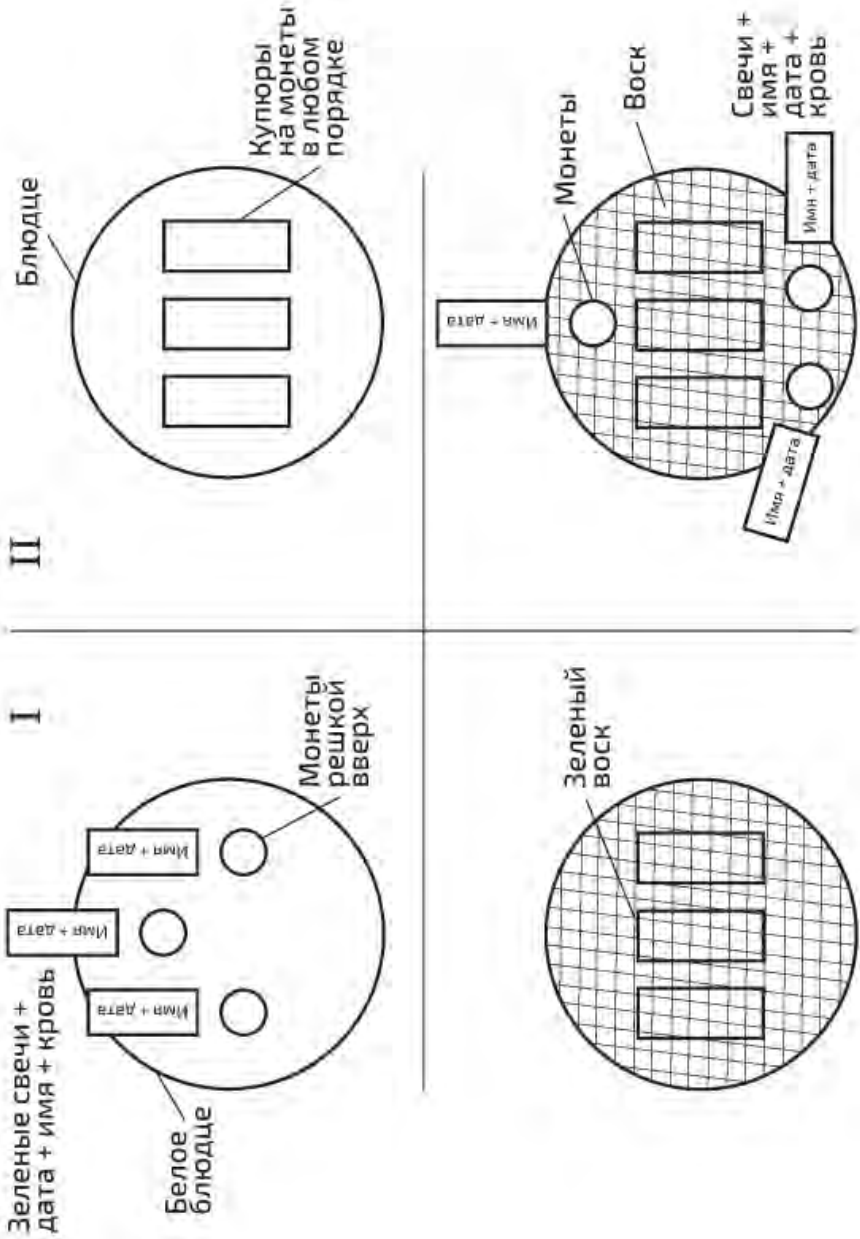 I
Зеленые свечи +
дата + имя + кровь
Имя + дата
Имя + дата
Имя + дата
Белое
блюдце
Монеты
решкой
вверх
II
Блюдце
Купюры
на монеты
в любом
порядке
Зеленый
воск
Имя + дата
Монеты
Воск
Свечи +
имя +
дата +
кровь
Имя + дата
Имн + дата